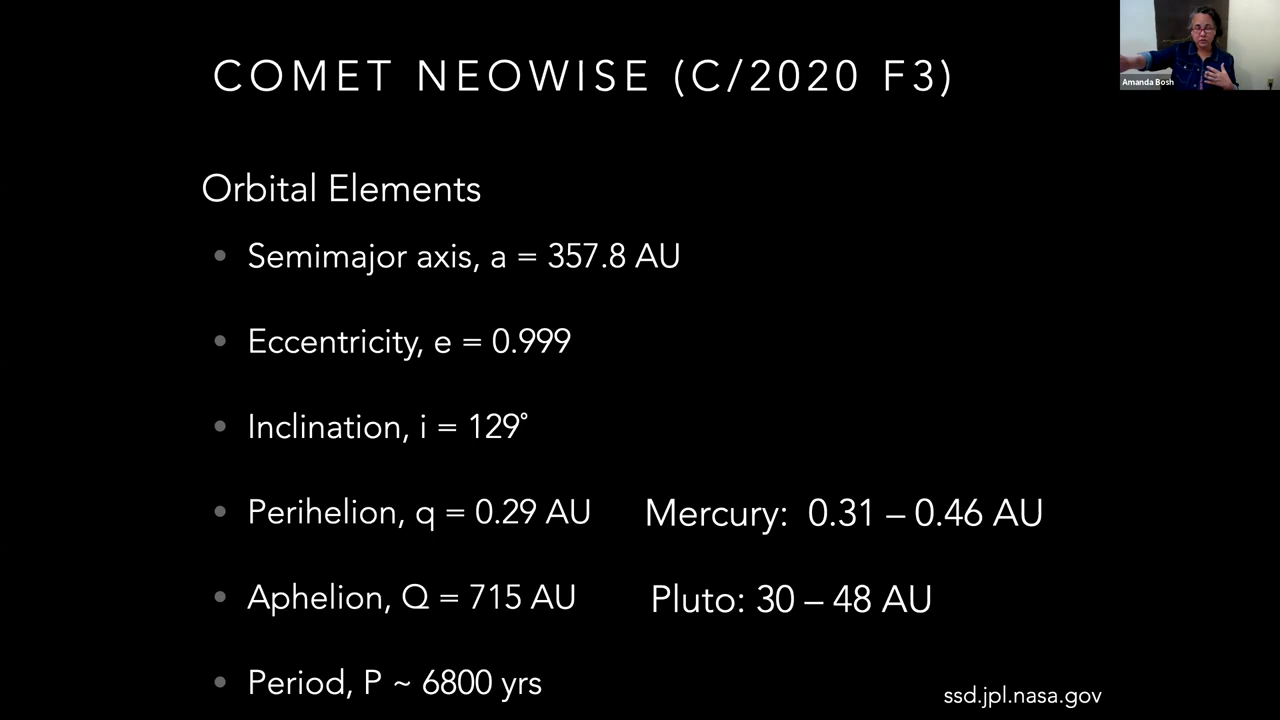 COMET NEOWISE (C/2020 F3)
Amanda Bosh
Orbital Elements
• Semimajor axis, a = 357.8 AU
• Eccentricity, e = 0.999
• Inclination, i = 129°
• Perihelion, q = 0.29 AU
Mercury: 0.31 – 0.46 AU
• Aphelion, Q = 715 AU
Pluto: 30 – 48 AU
• Period, P ~ 6800 yrs
ssd.jpl.nasa.gov